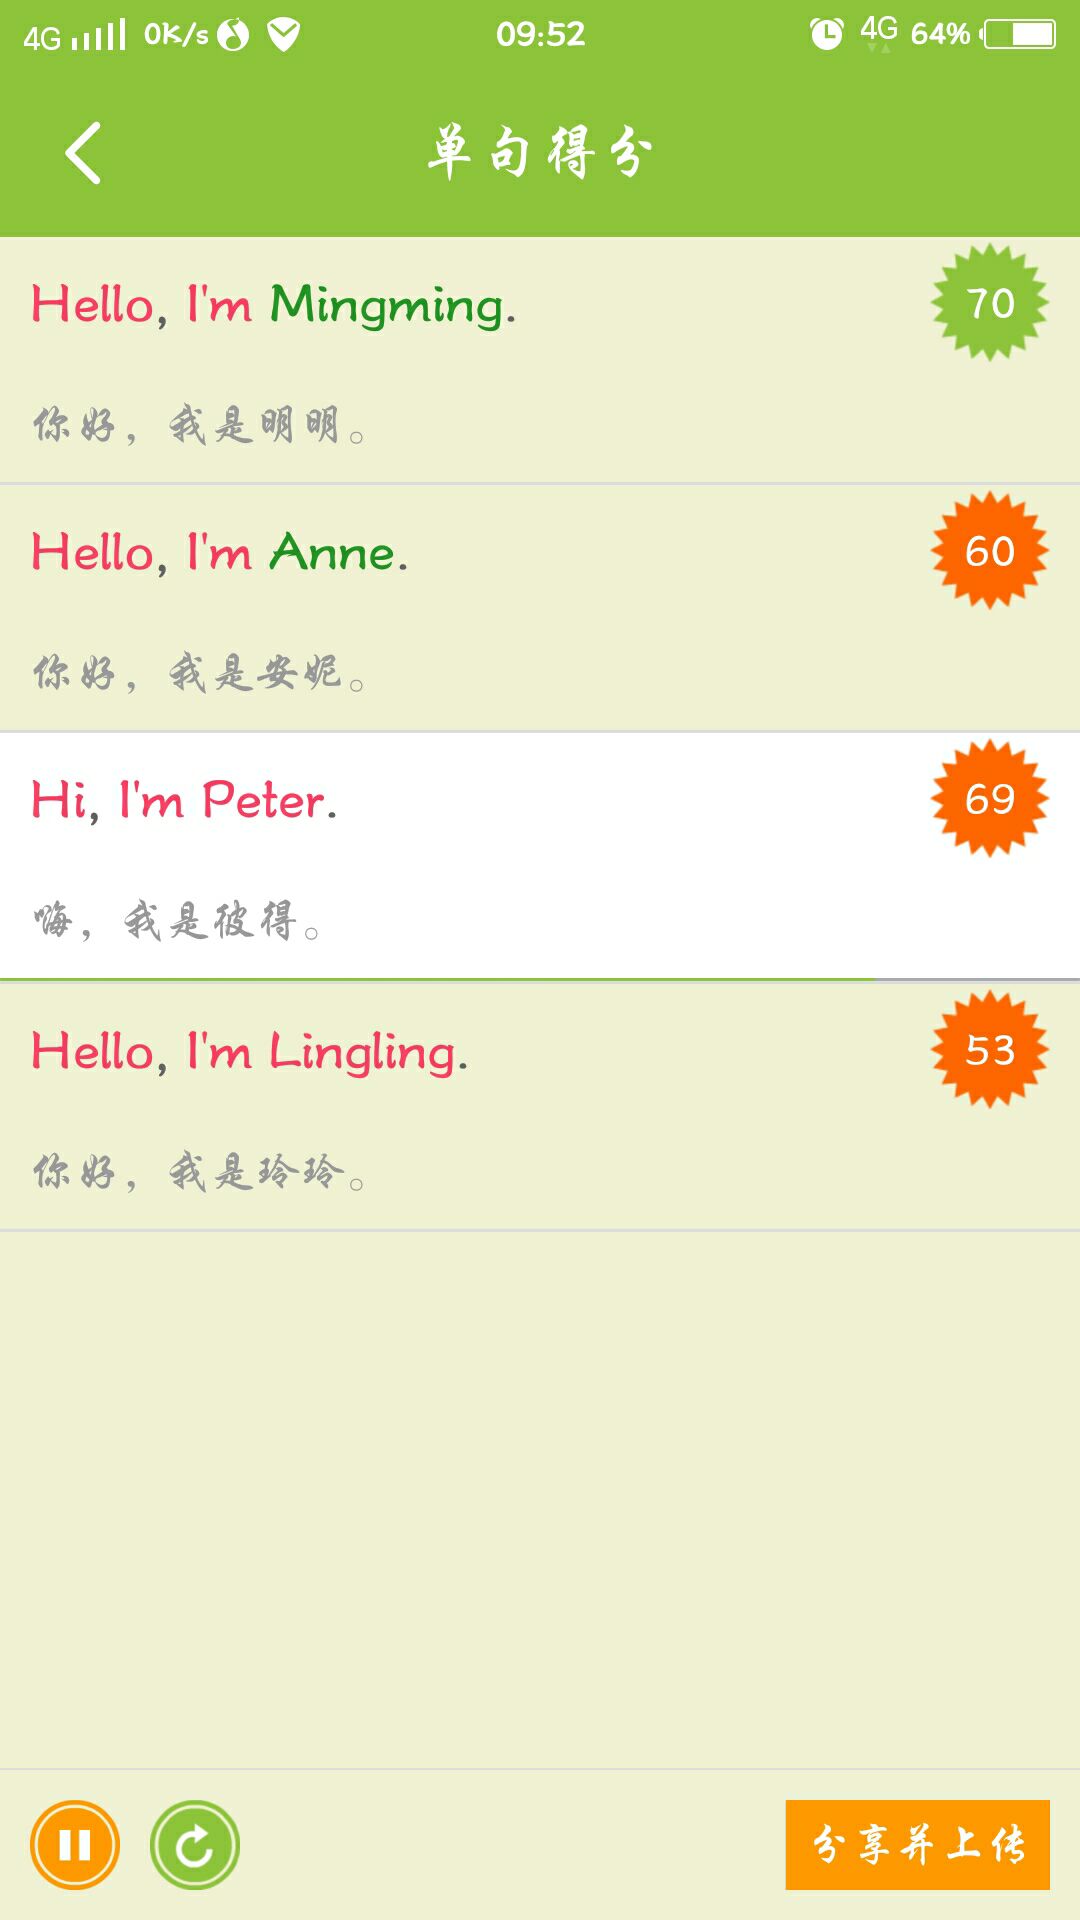 4G 0K/s 09:52 4G 64%
单句得分
Hello, I'm Mingming. 70
你好，我是明明。
Hello, I'm Anne. 60
你好，我是安妮。
Hi, I'm Peter. 69
嗨，我是彼得。
Hello, I'm Lingling. 53
你好，我是玲玲。
分享并上传